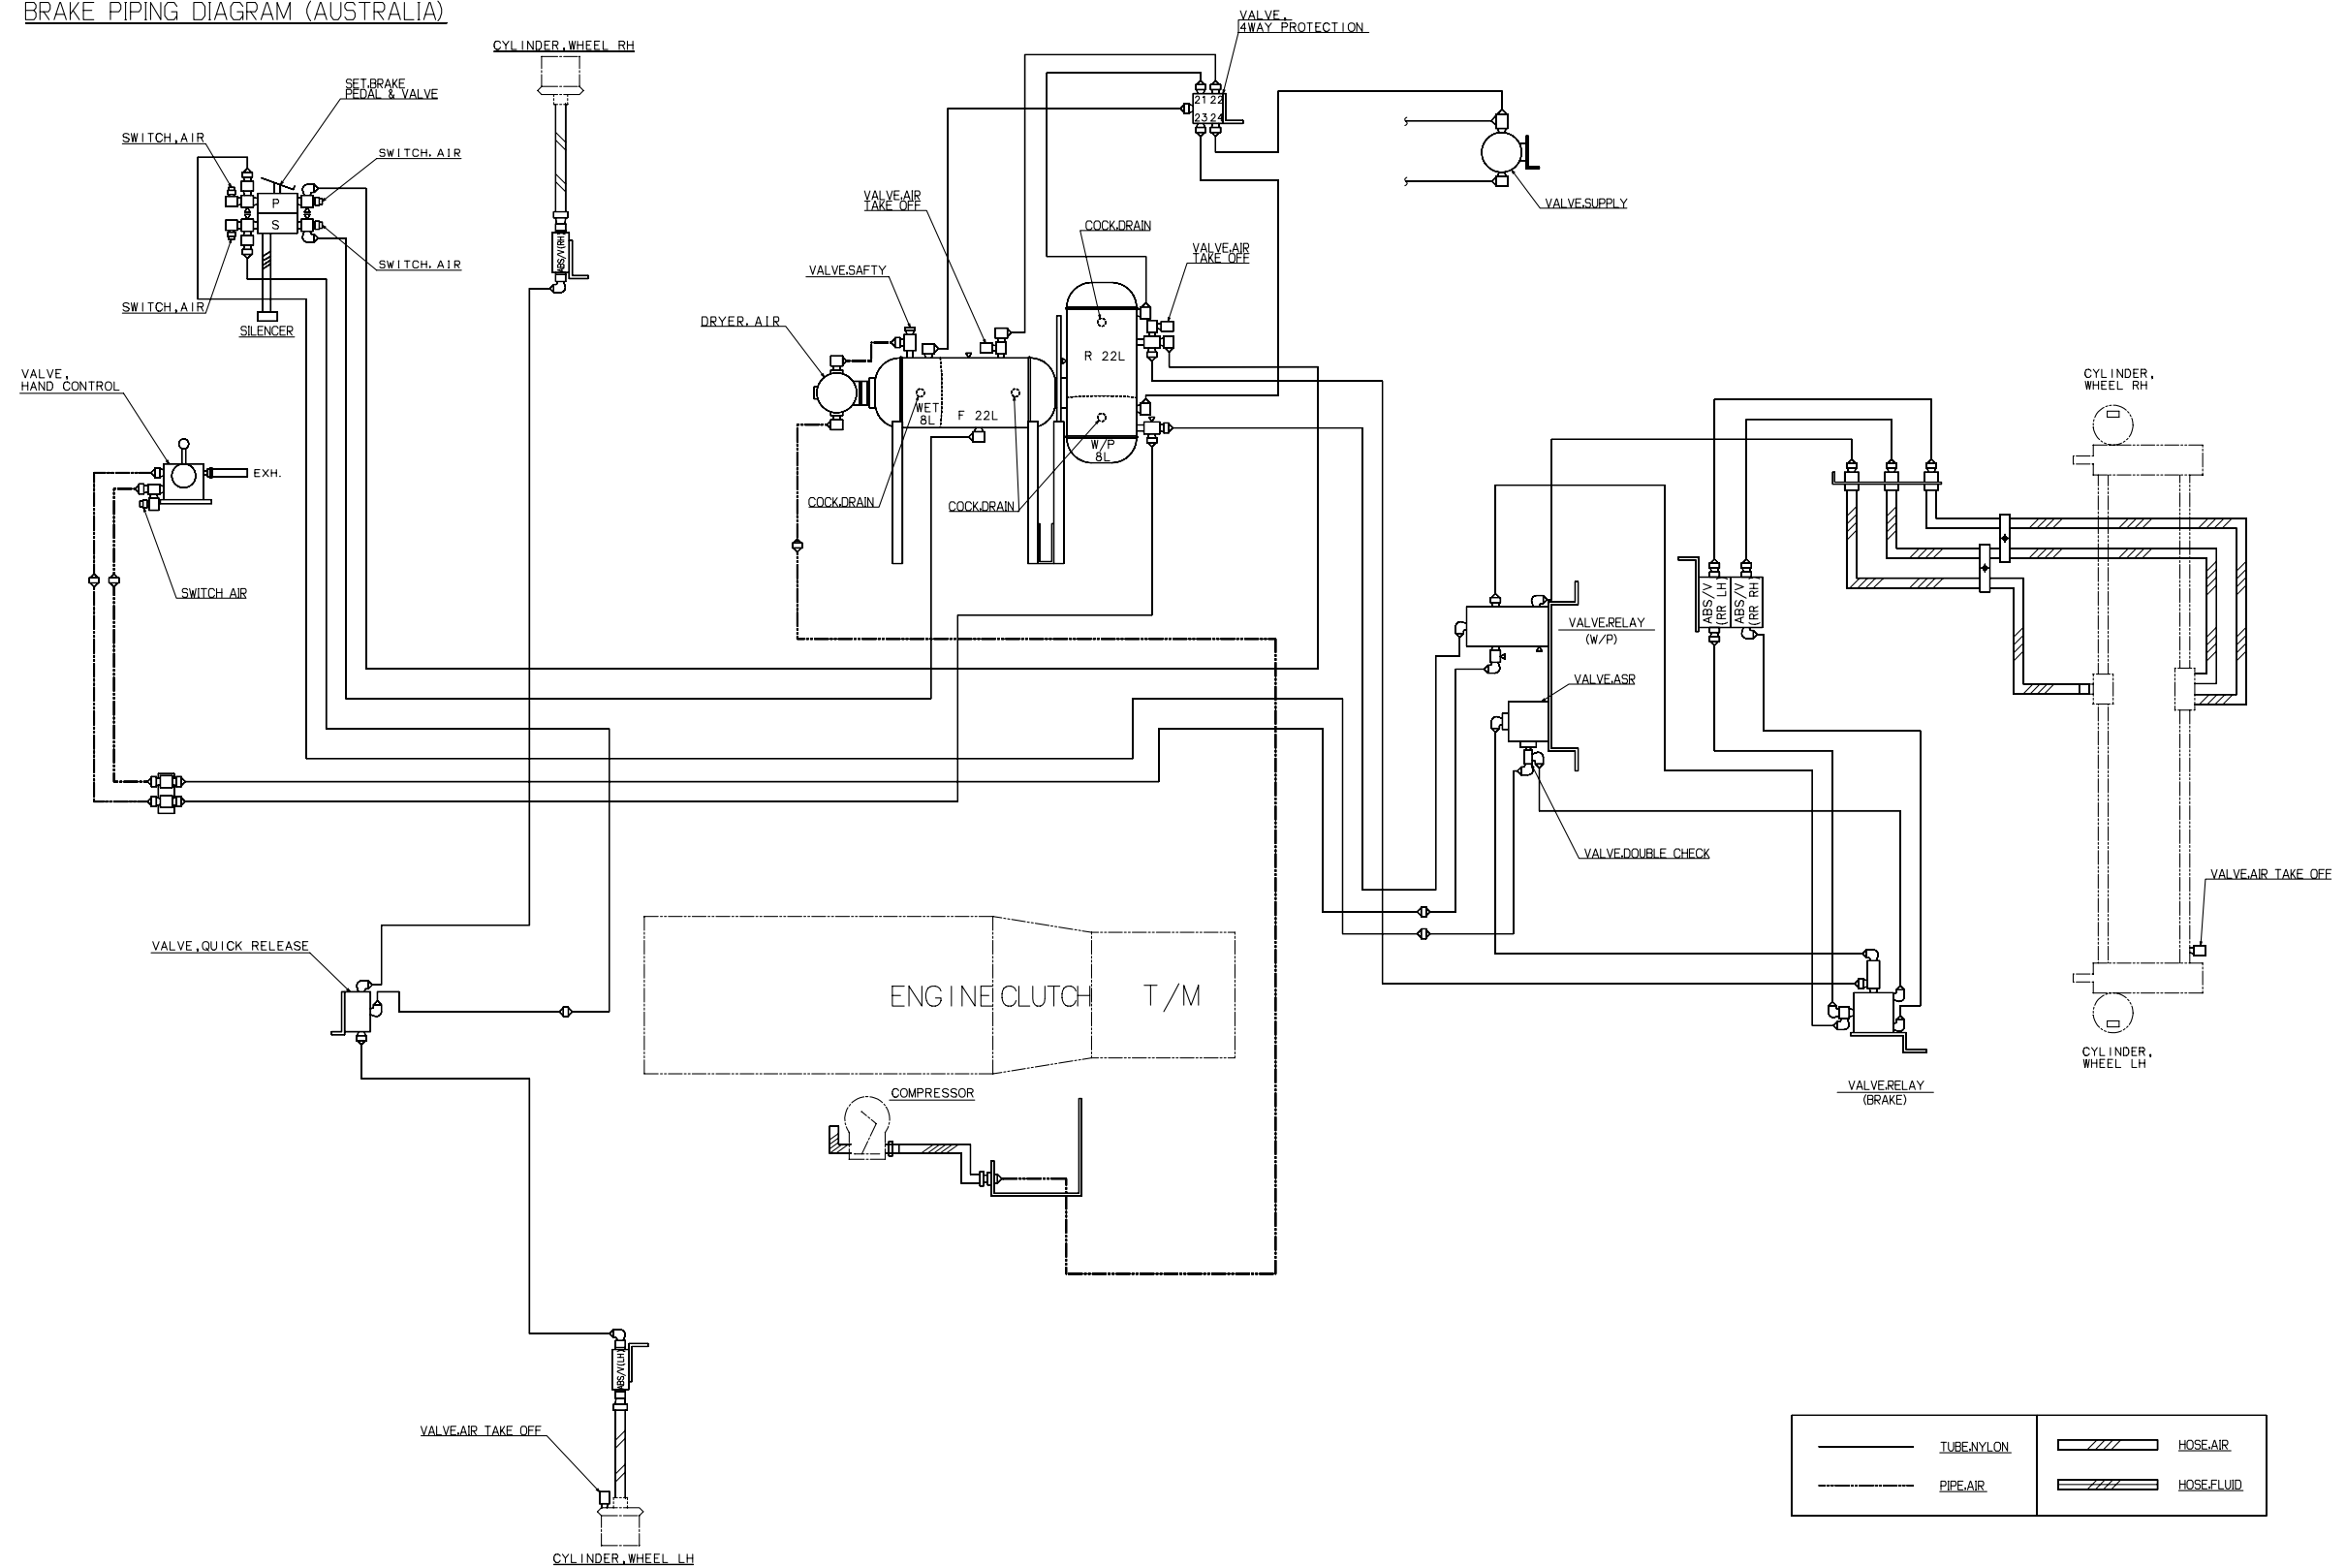 BRAKE PIPING DIAGRAM (AUSTRALIA)
VALVE,
4WAY PROTECTION
CYLINDER,WHEEL RH
SET.BRAKE
PEDAL & VALVE
21 22
23 24
SWITCH,AIR
SWITCH. AIR
P
S
VALVE.AIR
TAKE OFF
VALVE.SUPPLY
COCK.DRAIN
ABS/V(RH)
VALVE.AIR
TAKE OFF
SWITCH. AIR
VALVE.SAFTY
SWITCH,AIR
SILENCER
DRYER. AIR
R 22L
VALVE,
HAND CONTROL
CYLINDER,
WHEEL RH
WET
8L
F 22L
W/P
8L
EXH.
COCK.DRAIN
COCK.DRAIN
SWITCH AIR
ABS/V
(RR LH)
ABS/V
(RR RH)
VALVE.RELAY
(W/P)
VALVE.ASR
VALVE.DOUBLE CHECK
VALVE.AIR TAKE OFF
VALVE,QUICK RELEASE
ENGINE
CLUTCH
T/M
CYLINDER,
WHEEL LH
VALVE.RELAY
(BRAKE)
COMPRESSOR
ABS/V(LH)
VALVE.AIR TAKE OFF
TUBE.NYLON
HOSE.AIR
PIPE.AIR
HOSE.FLUID
CYLINDER,WHEEL LH